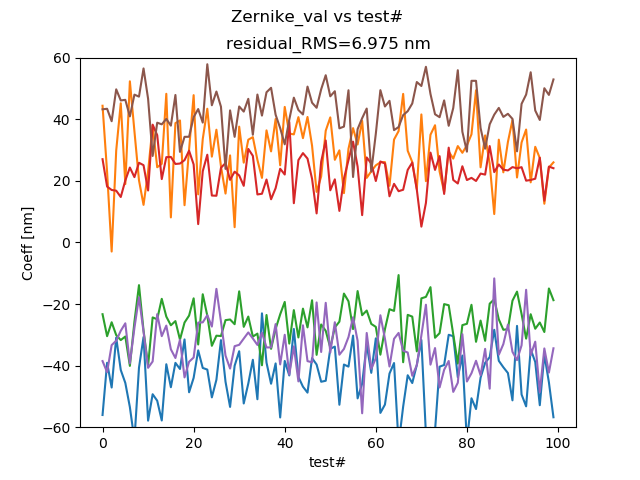 Zernike_val vs test#
residual_RMS=6.975 nm
60
40
20
0
−20
−40
−60
Coeff [nm]
0 20 40 60 80 100
test#